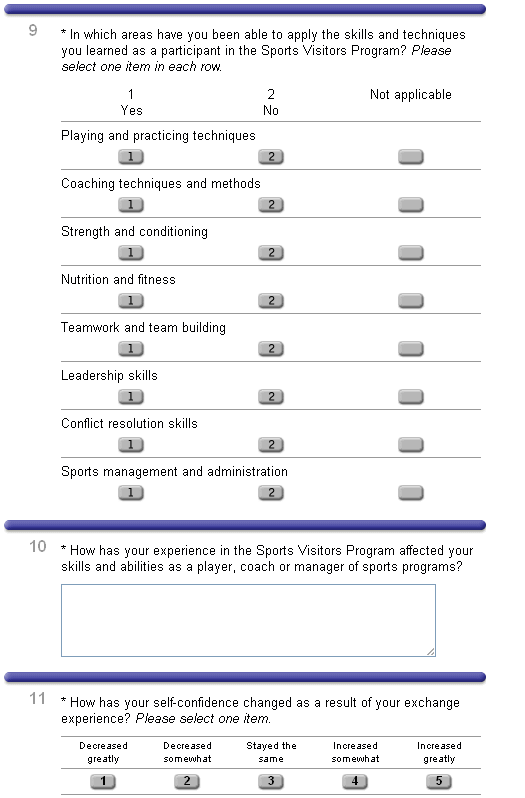 9
* In which areas have you been able to apply the skills and techniques
you learned as a participant in the Sports Visitors Program? Please
select one item in each row.
1 2 Not applicable
Yes No
Playing and practicing techniques
1 2
Coaching techniques and methods
1 2
Strength and conditioning
1 2
Nutrition and fitness
1 2
Teamwork and team building
1 2
Leadership skills
1 2
Conflict resolution skills
1 2
Sports management and administration
1 2
10
* How has your experience in the Sports Visitors Program affected your
skills and abilities as a player, coach or manager of sports programs?
11
* How has your self-confidence changed as a result of your exchange
experience? Please select one item.
Decreased Decreased Stayed the Increased Increased
greatly somewhat same somewhat greatly
1 2 3 4 5